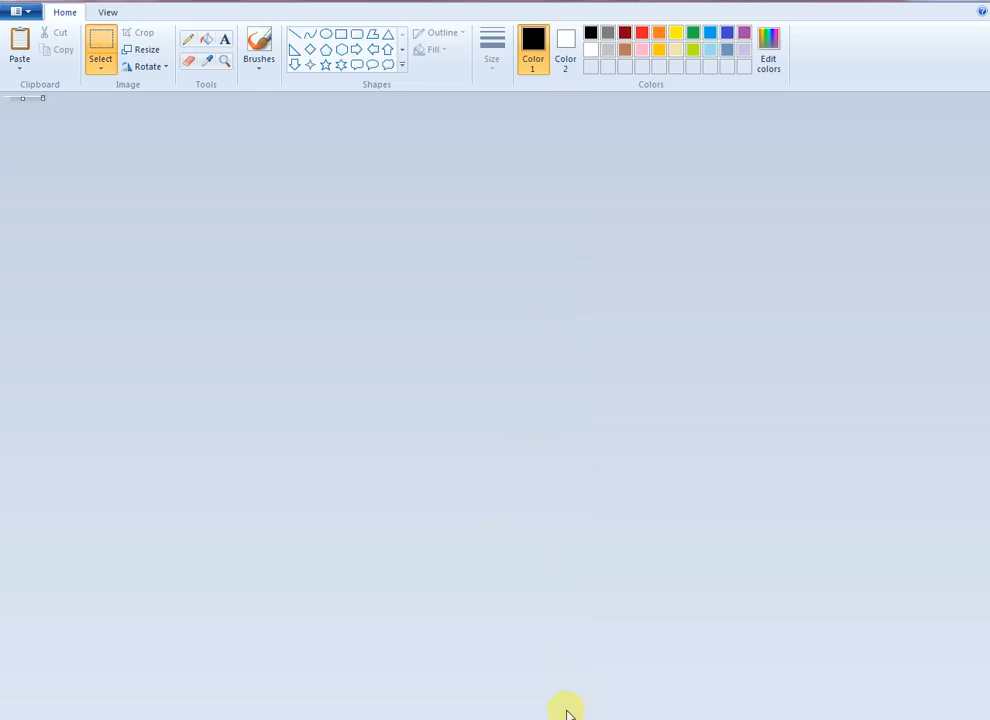 Home View
Paste Cut Copy Clipboard
Select Crop Resize Rotate Image
A Tools
Brushes
Outline Fill Shapes
Size
Color 1 Color 2 Edit colors Colors